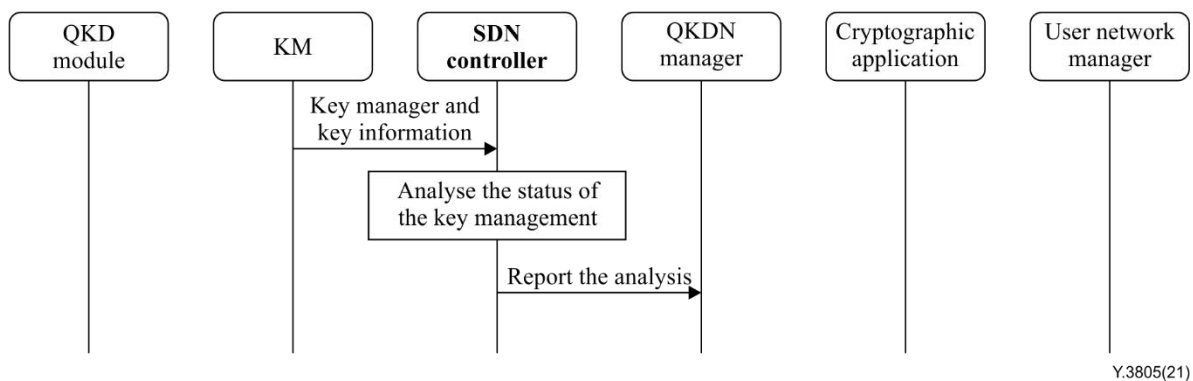 QKD
module
KM
SDN
controller
QKDN
manager
Cryptographic
application
User network
manager
Key manager and
key information
Analyse the status of
the key management
Report the analysis
Y.3805(21)